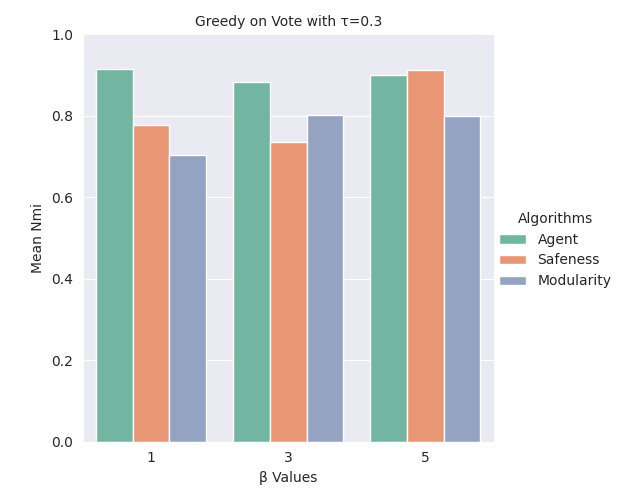 Greedy on Vote with τ=0.3
1.0
0.8
0.6
0.4
0.2
0.0
Mean Nmi
1 3 5
β Values
Algorithms
Agent
Safeness
Modularity